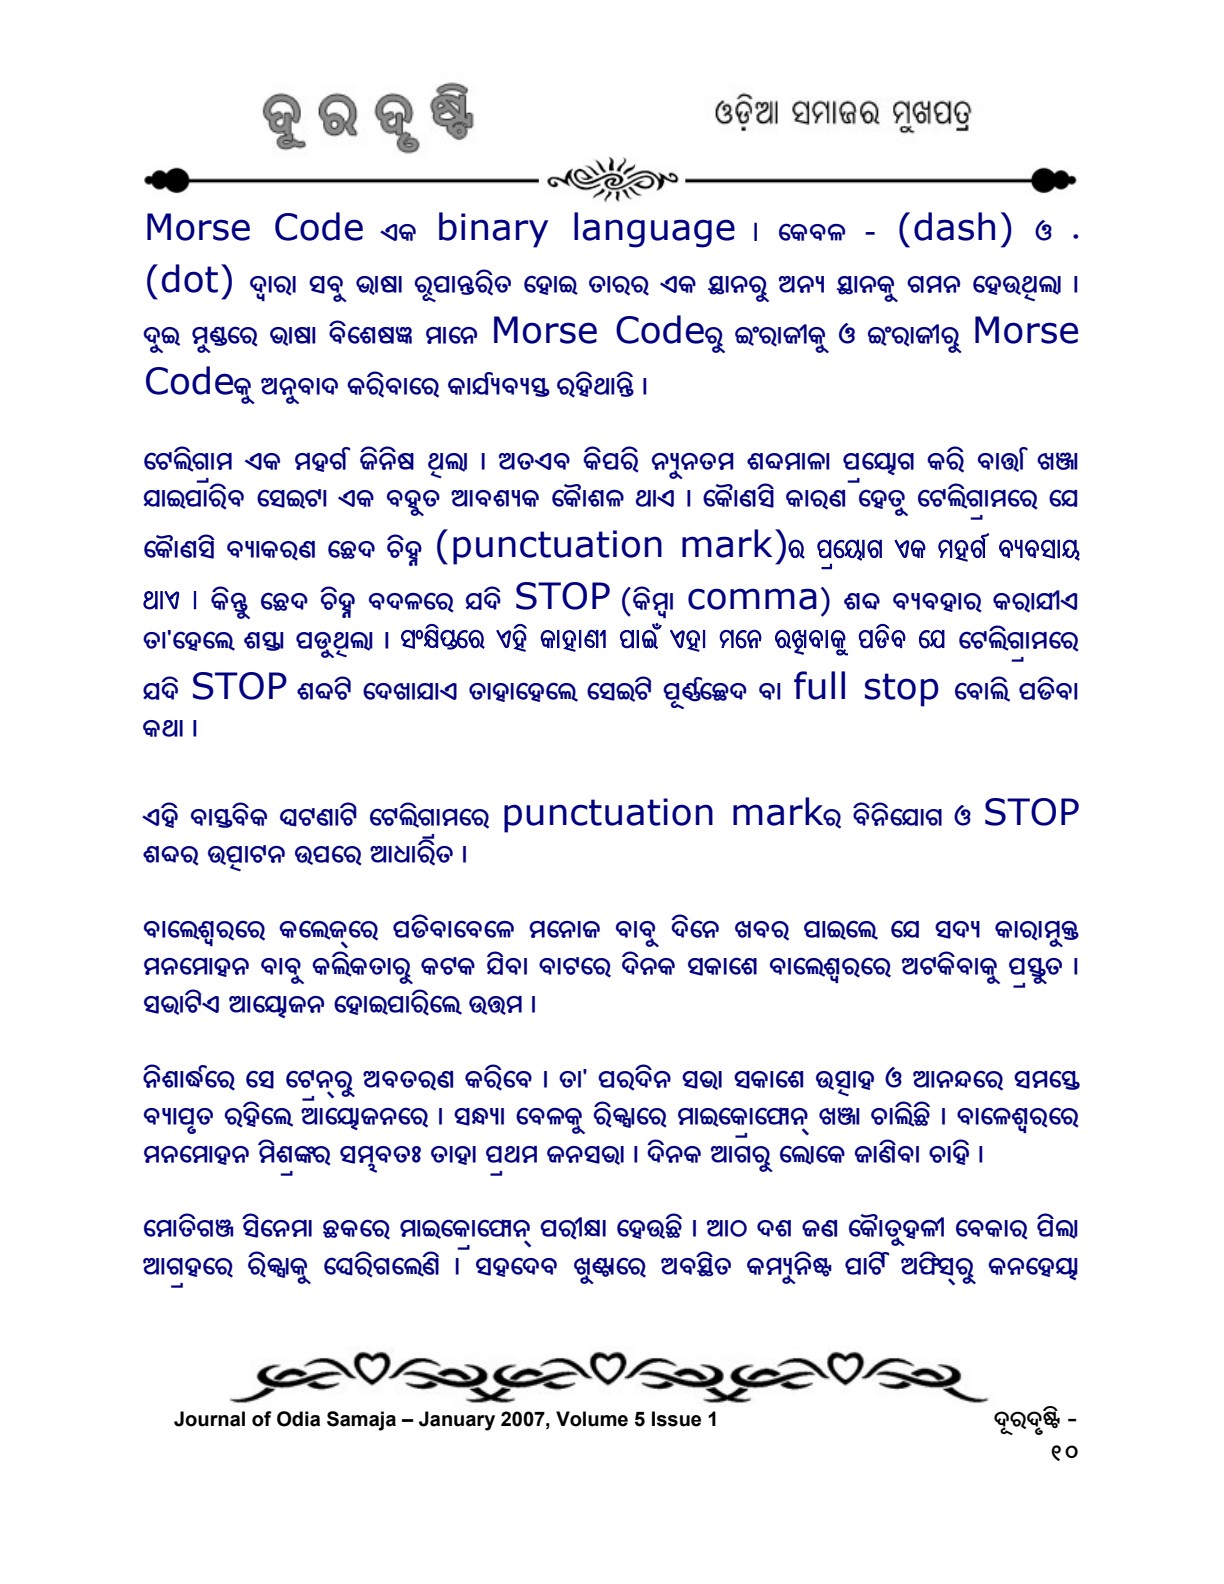 ଦୂରଦୃଷ୍ଟି ଓଡ଼ିଆ ସମାଜର ମୁଖପତ୍ର
Morse Code ଏକ binary language । କେବଳ - (dash) ଓ .
(dot) ଦ୍ୱାରା ସବୁ ଭାଷା ରୂପାନ୍ତରିତ ହୋଇ ତାରର ଏକ ସ୍ଥାନରୁ ଅନ୍ୟ ସ୍ଥାନକୁ ଗମନ ହେଉଥିଲା ।
ଦୁଇ ମୁଣ୍ଡରେ ଭାଷା ବିଶେଷଜ୍ଞ ମାନେ Morse Codeରୁ ଇଂରାଜୀକୁ ଓ ଇଂରାଜୀରୁ Morse
Codeକୁ ଅନୁବାଦ କରିବାରେ କାର୍ଯ୍ୟବ୍ୟସ୍ତ ରହିଥାନ୍ତି ।
ଟେଲିଗ୍ରାମ ଏକ ମହର୍ଗ ଜିନିଷ ଥିଲା । ଅତଏବ କିପରି ନ୍ୟୁନତମ ଶବ୍ଦମାଳା ପ୍ରୟୋଗ କରି ବାର୍ତ୍ତା ଖଞ୍ଜା
ଯାଇପାରିବ ସେଇଟା ଏକ ବହୁତ ଆବଶ୍ୟକ କୌଶଳ ଥାଏ । କୌଣସି କାରଣ ହେତୁ ଟେଲିଗ୍ରାମରେ ଯେ
କୌଣସି ବ୍ୟାକରଣ ଛେଦ ଚିହ୍ନ (punctuation mark)ର ପ୍ରୟୋଗ ଏକ ମହର୍ଗ ବ୍ୟବସାୟ
ଥାଏ । କିନ୍ତୁ ଛେଦ ଚିହ୍ନ ବଦଳରେ ଯଦି STOP (କିମ୍ବା comma) ଶବ୍ଦ ବ୍ୟବହାର କରାଯାଏ
ତା'ହେଲେ ଶସ୍ତା ପଡୁଥିଲା । ସଂକ୍ଷିପ୍ତରେ ଏହି କାହାଣୀ ପାଇଁ ଏହା ମନେ ରଖିବାକୁ ପଡିବ ଯେ ଟେଲିଗ୍ରାମରେ
ଯଦି STOP ଶବ୍ଦଟି ଦେଖାଯାଏ ତାହାହେଲେ ସେଇଟି ପୂର୍ଣ୍ଣଚ୍ଛେଦ ବା full stop ବୋଲି ପଡିବା
କଥା ।
ଏହି ବାସ୍ତବିକ ଘଟଣାଟି ଟେଲିଗ୍ରାମରେ punctuation markର ବିନିଯୋଗ ଓ STOP
ଶବ୍ଦର ଉତ୍ପାଟନ ଉପରେ ଆଧାରିତ ।
ବାଲେଶ୍ୱରରେ କଲେଜ୍‌ରେ ପଡିବାବେଳେ ମନୋଜ ବାବୁ ଦିନେ ଖବର ପାଇଲେ ଯେ ସଦ୍ୟ କାରାମୁକ୍ତ
ମନମୋହନ ବାବୁ କଲିକତାରୁ କଟକ ଯିବା ବାଟରେ ଦିନକ ସକାଶେ ବାଲେଶ୍ୱରରେ ଅଟକିବାକୁ ପ୍ରସ୍ତୁତ ।
ସଭାଟିଏ ଆୟୋଜନ ହୋଇପାରିଲେ ଉତ୍ତମ ।
ନିଶାର୍ଦ୍ଧରେ ସେ ଟ୍ରେନ୍‌ରୁ ଅବତରଣ କରିବେ । ତା' ପରଦିନ ସଭା ସକାଶେ ଉତ୍ସାହ ଓ ଆନନ୍ଦରେ ସମସ୍ତେ
ବ୍ୟାପୃତ ରହିଲେ ଆୟୋଜନରେ । ସନ୍ଧ୍ୟା ବେଳକୁ ରିକ୍ସାରେ ମାଇକ୍ରୋଫୋନ୍ ଖଞ୍ଜା ଚାଲିଛି । ବାଳେଶ୍ୱରରେ
ମନମୋହନ ମିଶ୍ରଙ୍କର ସମ୍ଭବତଃ ତାହା ପ୍ରଥମ ଜନସଭା । ଦିନକ ଆଗରୁ ଲୋକେ ଜାଣିବା ଚାହି ।
ମୋତିଗଞ୍ଜ ସିନେମା ଛକରେ ମାଇକ୍ରୋଫୋନ୍ ପରୀକ୍ଷା ହେଉଛି । ଆଠ ଦଶ ଜଣ କୌତୁହଳୀ ବେକାର ପିଲା
ଆଗ୍ରହରେ ରିକ୍ସାକୁ ଘେରିଗଲେଣି । ସହଦେବ ଖୁଣ୍ଟାରେ ଅବସ୍ଥିତ କମ୍ୟୁନିଷ୍ଟ ପାର୍ଟି ଅଫିସ୍‌ରୁ କନହେୟା
Journal of Odia Samaja – January 2007, Volume 5 Issue 1 ଦୂରଦୃଷ୍ଟି -
୧୦